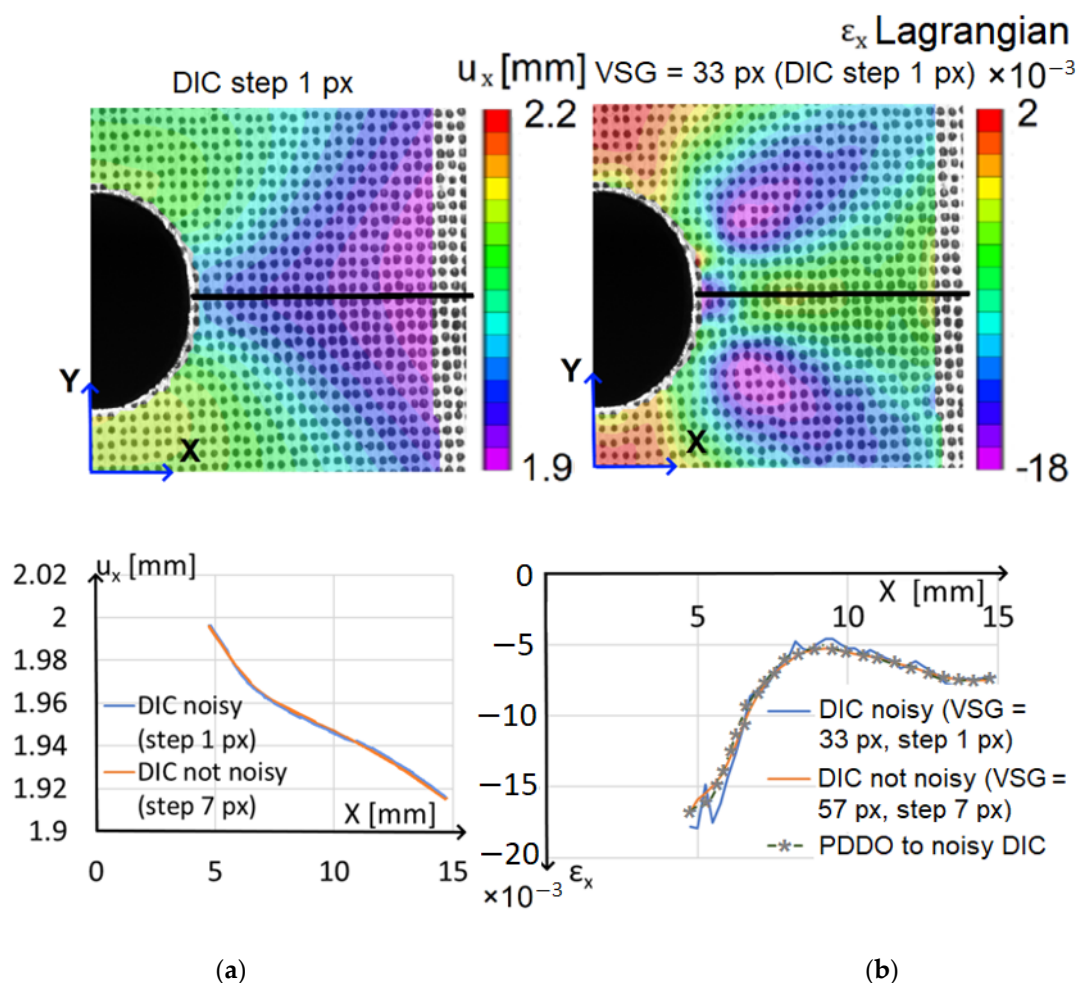 DIC step 1 px
u_x [mm]
2.2
1.9
Y
X
ε_x Lagrangian
VSG = 33 px (DIC step 1 px) ×10⁻³
2
-18
Y
X
u_x [mm]
2.02
2
1.98
1.96
1.94
1.92
1.9
DIC noisy
(step 1 px)
DIC not noisy
(step 7 px)
X [mm]
0
5
10
15
0
−5
−10
−15
−20
×10⁻³
ε_x
X [mm]
5
10
15
DIC noisy (VSG =
33 px, step 1 px)
DIC not noisy (VSG =
57 px, step 7 px)
PDDO to noisy DIC
(a)
(b)